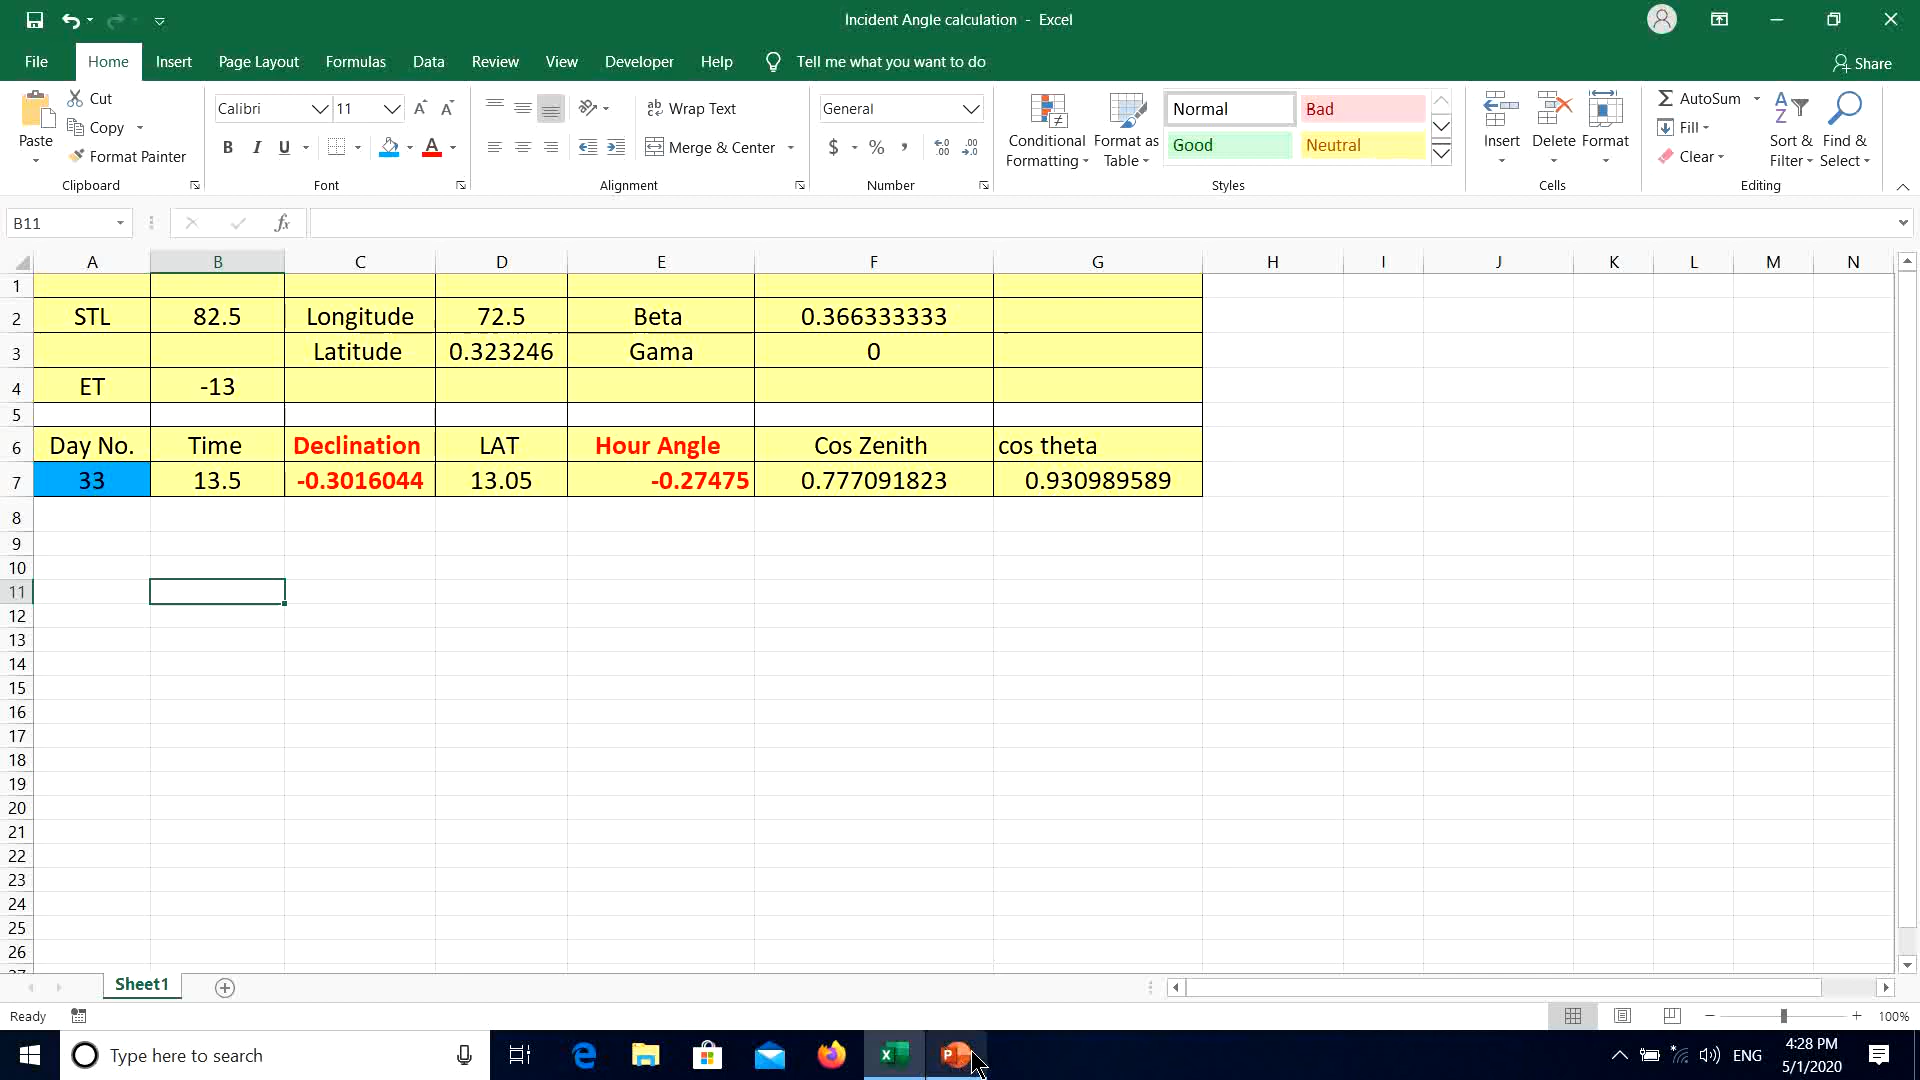 Incident Angle calculation - Excel
File Home Insert Page Layout Formulas Data Review View Developer Help Tell me what you want to do Share
Paste Cut Copy Format Painter
Clipboard
Calibri 11
B I U A
Font
Wrap Text
Merge & Center
Alignment
General
$ % ,
Number
Conditional Formatting
Format as Table
Normal Bad
Good Neutral
Styles
Insert Delete Format
Cells
AutoSum
Fill
Clear
Sort & Filter
Find & Select
Editing
B11 fx
A B C D E F G H I J K L M N
1
2 STL 82.5 Longitude 72.5 Beta 0.366333333
3 Latitude 0.323246 Gama 0
4 ET -13
5
6 Day No. Time Declination LAT Hour Angle Cos Zenith cos theta
7 33 13.5 -0.3016044 13.05 -0.27475 0.777091823 0.930989589
8
9
10
11
12
13
14
15
16
17
18
19
20
21
22
23
24
25
26
Sheet1
Ready 100%
Type here to search ENG 4:28 PM
5/1/2020